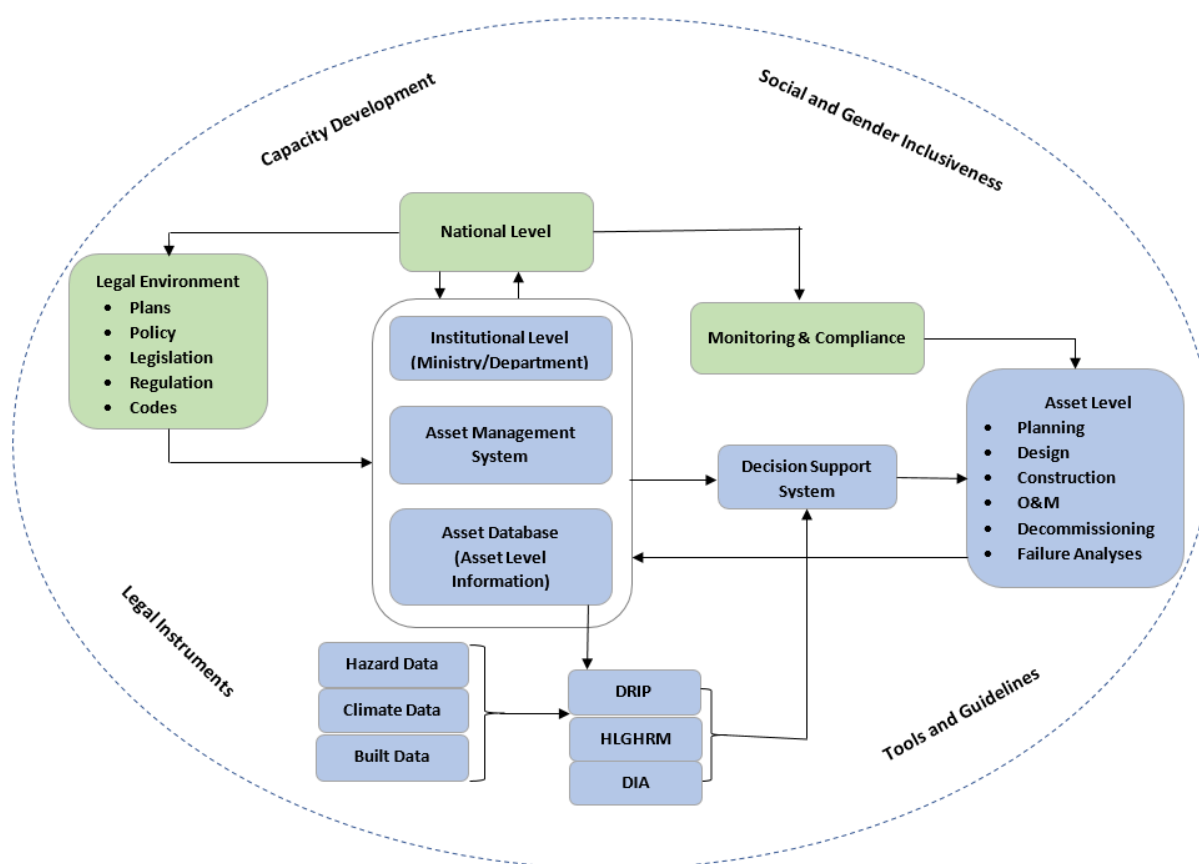 Capacity Development
Social and Gender Inclusiveness
National Level
Legal Environment
• Plans
• Policy
• Legislation
• Regulation
• Codes
Institutional Level
(Ministry/Department)
Monitoring & Compliance
Asset Management
System
Decision Support
System
Asset Level
• Planning
• Design
• Construction
• O&M
• Decommissioning
• Failure Analyses
Asset Database
(Asset Level
Information)
Legal Instruments
Hazard Data
Climate Data
Built Data
DRIP
HLGHRM
DIA
Tools and Guidelines